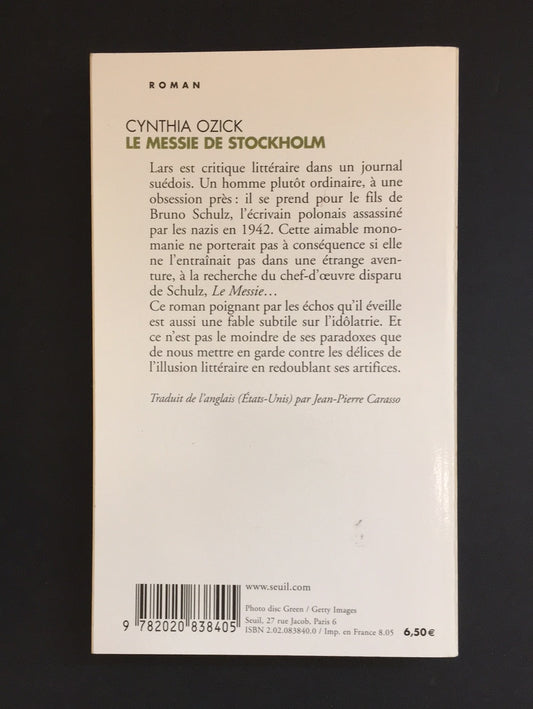 ROMAN
CYNTHIA OZICK
LE MESSIE DE STOCKHOLM
Lars est critique littéraire dans un journal
suédois. Un homme plutôt ordinaire, à une
obsession près : il se prend pour le fils de
Bruno Schulz, l'écrivain polonais assassiné
par les nazis en 1942. Cette aimable mono-
manie ne porterait pas à conséquence si elle
ne l'entraînait pas dans une étrange aven-
ture, à la recherche du chef-d'œuvre disparu
de Schulz, Le Messie…
Ce roman poignant par les échos qu'il éveille
est aussi une fable subtile sur l'idôlatrie. Et
ce n'est pas le moindre de ses paradoxes que
de nous mettre en garde contre les délices de
l'illusion littéraire en redoublant ses artifices.
Traduit de l'anglais (États-Unis) par Jean-Pierre Carasso
www.seuil.com
Photo disc Green / Getty Images
Seuil, 27 rue Jacob, Paris 6
ISBN 2.02.083840.0 / Imp. en France 8.05
6,50 €
9 782020 838405